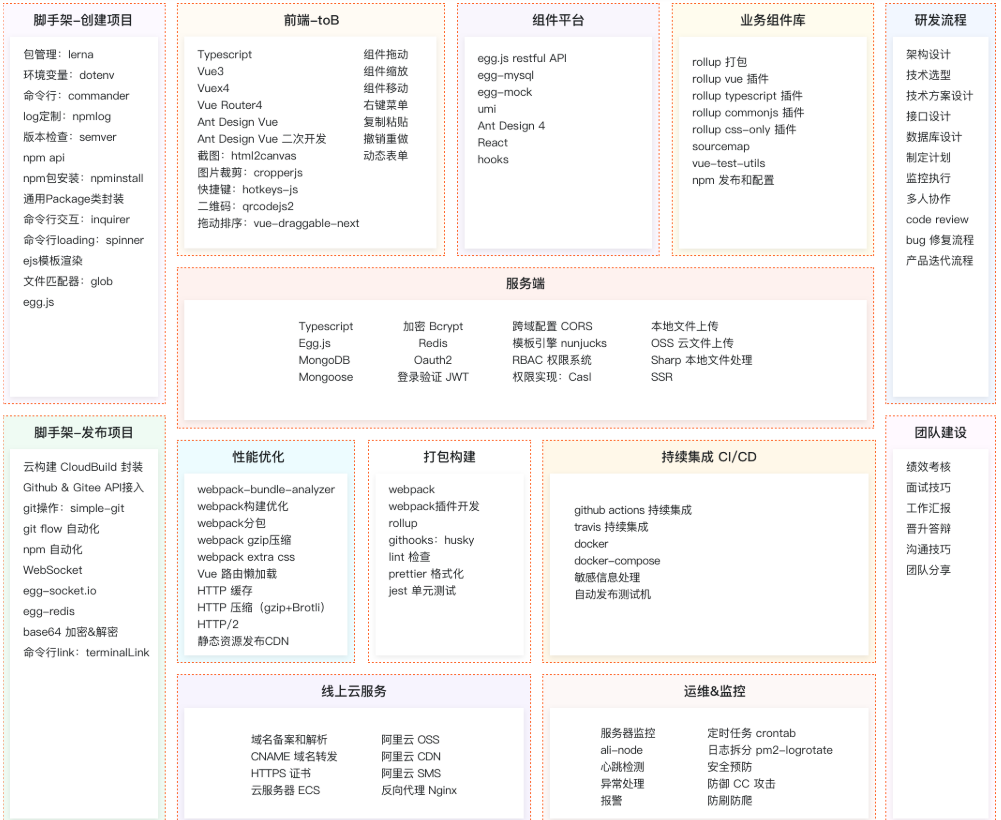 脚手架-创建项目
包管理：lerna
环境变量：dotenv
命令行：commander
log定制：npmlog
版本检查：semver
npm api
npm包安装：npminstall
通用Package类封装
命令行交互：inquirer
命令行loading：spinner
ejs模板渲染
文件匹配器：glob
egg.js
前端-toB
Typescript
Vue3
Vuex4
Vue Router4
Ant Design Vue
Ant Design Vue 二次开发
截图：html2canvas
图片裁剪：cropperjs
快捷键：hotkeys-js
二维码：qrcodejs2
拖动排序：vue-draggable-next
组件拖动
组件缩放
组件移动
右键菜单
复制粘贴
撤销重做
动态表单
组件平台
egg.js restful API
egg-mysql
egg-mock
umi
Ant Design 4
React
hooks
业务组件库
rollup 打包
rollup vue 插件
rollup typescript 插件
rollup commonjs 插件
rollup css-only 插件
sourcemap
vue-test-utils
npm 发布和配置
研发流程
架构设计
技术选型
技术方案设计
接口设计
数据库设计
制定计划
监控执行
多人协作
code review
bug 修复流程
产品迭代流程
服务端
Typescript
Egg.js
MongoDB
Mongoose
加密 Bcrypt
Redis
Oauth2
登录验证 JWT
跨域配置 CORS
模板引擎 nunjucks
RBAC 权限系统
权限实现：Casl
本地文件上传
OSS 云文件上传
Sharp 本地文件处理
SSR
脚手架-发布项目
云构建 CloudBuild 封装
Github & Gitee API接入
git操作：simple-git
git flow 自动化
npm 自动化
WebSocket
egg-socket.io
egg-redis
base64 加密&解密
命令行link：terminalLink
性能优化
webpack-bundle-analyzer
webpack构建优化
webpack分包
webpack gzip压缩
webpack extra css
Vue 路由懒加载
HTTP 缓存
HTTP 压缩（gzip+Brotli）
HTTP/2
静态资源发布CDN
打包构建
webpack
webpack插件开发
rollup
githooks：husky
lint 检查
prettier 格式化
jest 单元测试
持续集成 CI/CD
github actions 持续集成
travis 持续集成
docker
docker-compose
敏感信息处理
自动发布测试机
团队建设
绩效考核
面试技巧
工作汇报
晋升答辩
沟通技巧
团队分享
线上云服务
域名备案和解析
CNAME 域名转发
HTTPS 证书
云服务器 ECS
阿里云 OSS
阿里云 CDN
阿里云 SMS
反向代理 Nginx
运维&监控
服务器监控
ali-node
心跳检测
异常处理
报警
定时任务 crontab
日志拆分 pm2-logrotate
安全预防
防御 CC 攻击
防刷防爬